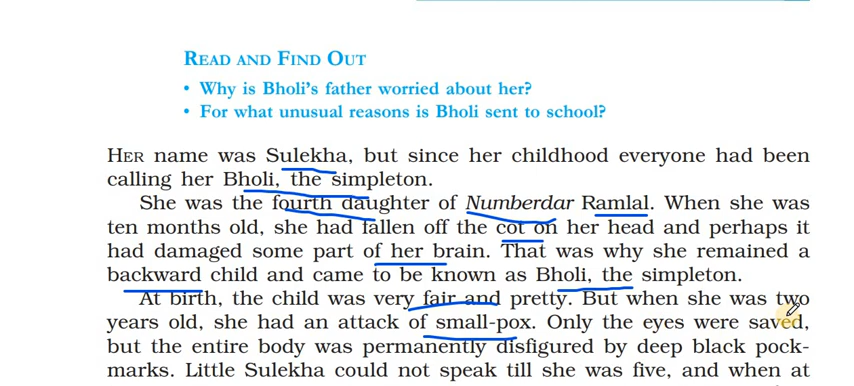 READ AND FIND OUT
• Why is Bholi's father worried about her?
• For what unusual reasons is Bholi sent to school?
HER name was Sulekha, but since her childhood everyone had been
calling her Bholi, the simpleton.
She was the fourth daughter of Numberdar Ramlal. When she was
ten months old, she had fallen off the cot on her head and perhaps it
had damaged some part of her brain. That was why she remained a
backward child and came to be known as Bholi, the simpleton.
At birth, the child was very fair and pretty. But when she was two
years old, she had an attack of small-pox. Only the eyes were saved,
but the entire body was permanently disfigured by deep black pock-
marks. Little Sulekha could not speak till she was five, and when at